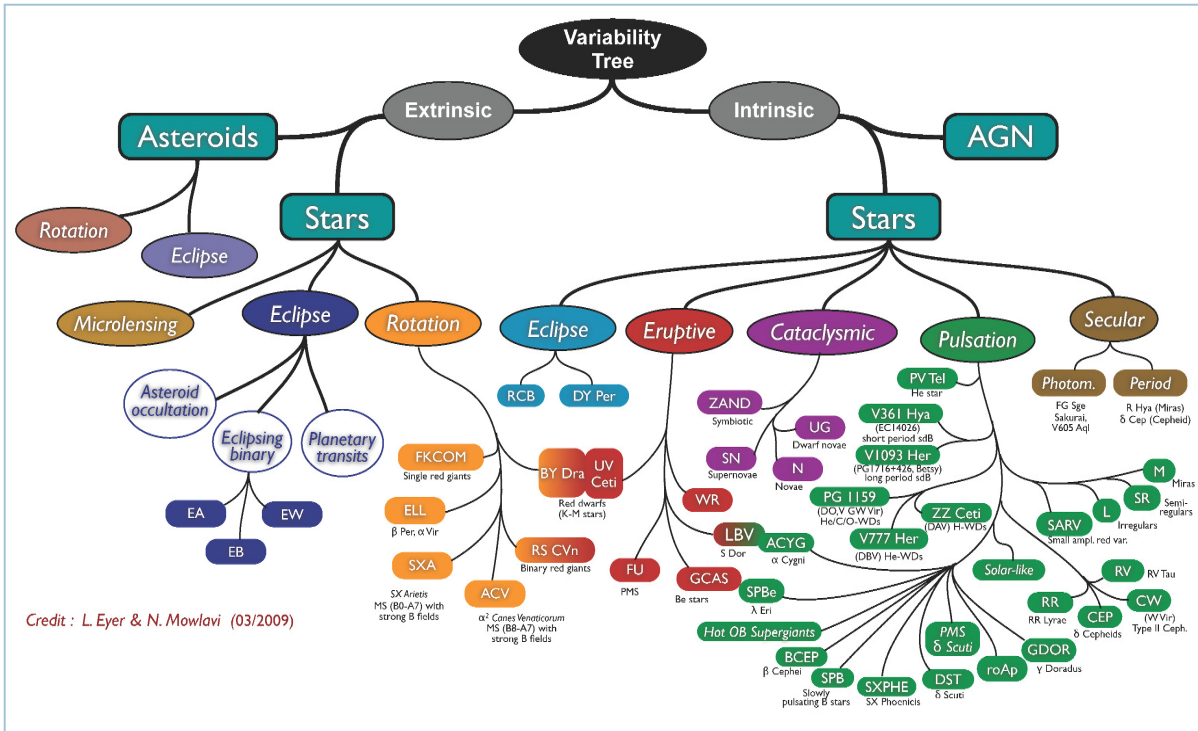 Variability
Tree
Extrinsic
Intrinsic
Asteroids
AGN
Stars
Stars
Rotation
Eclipse
Microlensing
Eclipse
Rotation
Eclipse
Eruptive
Cataclysmic
Pulsation
Secular
Asteroid
occultation
Eclipsing
binary
Planetary
transits
EA
EB
EW
FKCOM
Single red giants
ELL
β Per, α Vir
SXA
SX Arietis
MS (B0-A7) with
strong B fields
ACV
α² Canes Venaticorum
MS (B8-A7) with
strong B fields
BY Dra
UV
Ceti
Red dwarfs
(K-M stars)
RS CVn
Binary red giants
RCB
DY Per
FU
PMS
WR
LBV
S Dor
GCAS
Be stars
ZAND
Symbiotic
UG
Dwarf novae
SN
Supernovae
N
Novae
PV Tel
He star
V361 Hya
(EC14026)
short period sdB
V1093 Her
(PG1716+426, Betsy)
long period sdB
PG 1159
(DO,V GW Vir)
He/C/O-WDs
ZZ Ceti
(DAV) H-WDs
V777 Her
(DBV) He-WDs
ACYG
α Cygni
SPBe
λ Eri
Hot OB Supergiants
BCEP
β Cephei
SPB
Slowly
pulsating B stars
SXPHE
SX Phoenicis
DST
δ Scuti
PMS
δ Scuti
roAp
GDOR
γ Doradus
Solar-like
RR
RR Lyrae
CEP
δ Cepheids
RV
RV Tau
CW
(W Vir)
Type II Ceph.
SARV
Small ampl. red var.
L
Irregulars
SR
Semi-
regulars
M
Miras
Photom.
FG Sge
Sakurai,
V605 Aql
Period
R Hya (Miras)
δ Cep (Cepheid)
Credit : L. Eyer & N. Mowlavi (03/2009)